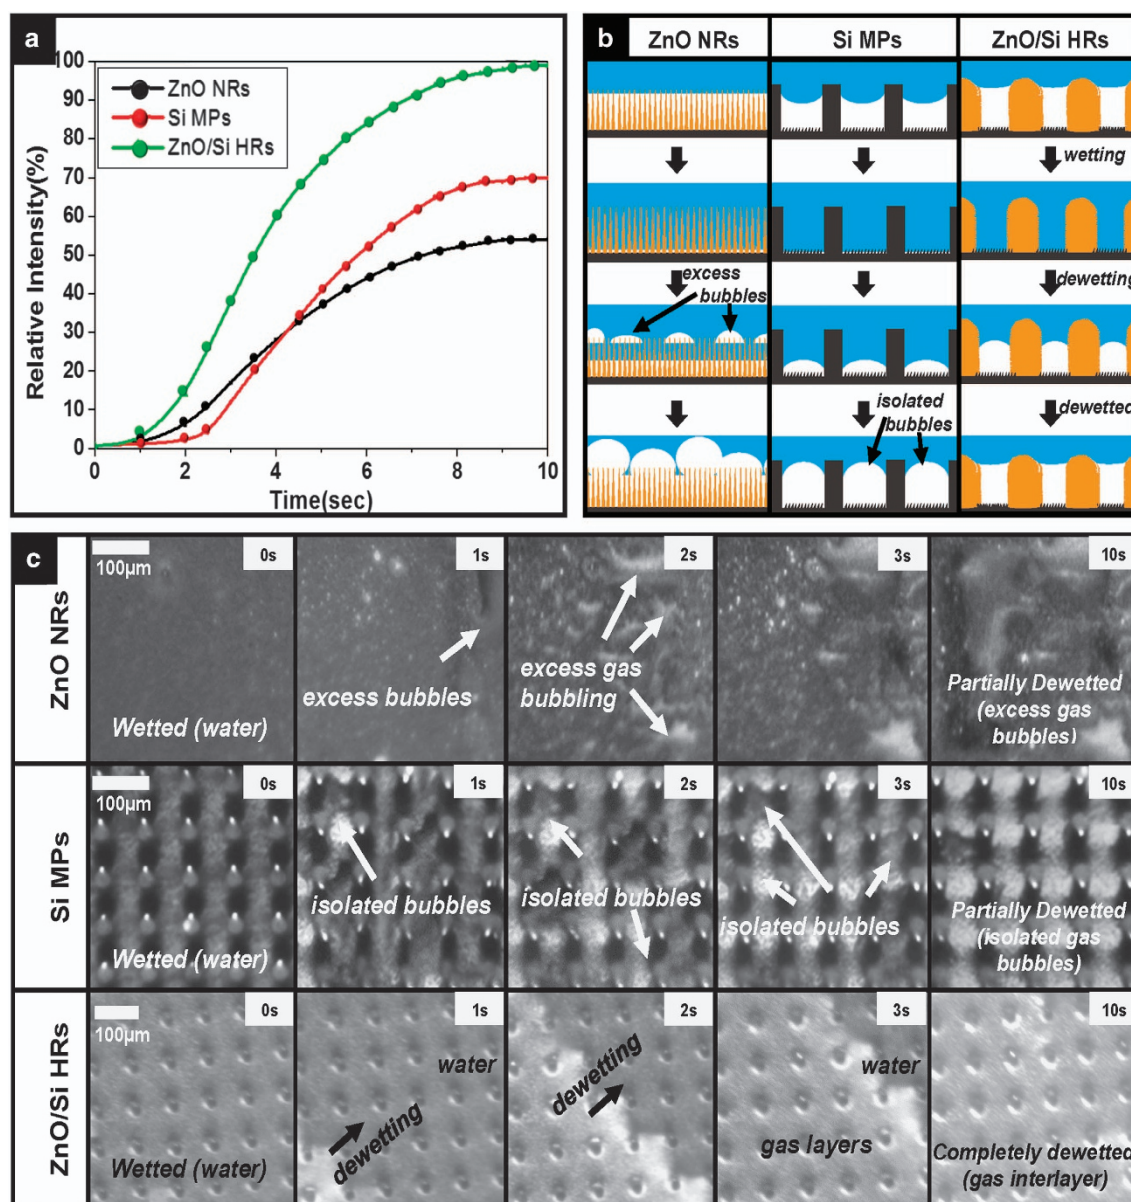 a
100
90
80
70
60
50
40
30
20
10
0
Relative Intensity(%)
ZnO NRs
Si MPs
ZnO/Si HRs
0
2
4
6
8
10
Time(sec)
b
ZnO NRs
Si MPs
ZnO/Si HRs
wetting
dewetting
excess
bubbles
dewetted
isolated
bubbles
c
ZnO NRs
100µm
0s
Wetted (water)
1s
excess bubbles
2s
excess gas
bubbling
3s
10s
Partially Dewetted
(excess gas
bubbles)
Si MPs
100µm
0s
Wetted (water)
1s
isolated bubbles
2s
isolated bubbles
3s
isolated bubbles
10s
Partially Dewetted
(isolated gas
bubbles)
ZnO/Si HRs
100µm
0s
Wetted (water)
1s
water
dewetting
2s
dewetting
3s
water
gas layers
10s
Completely dewetted
(gas interlayer)